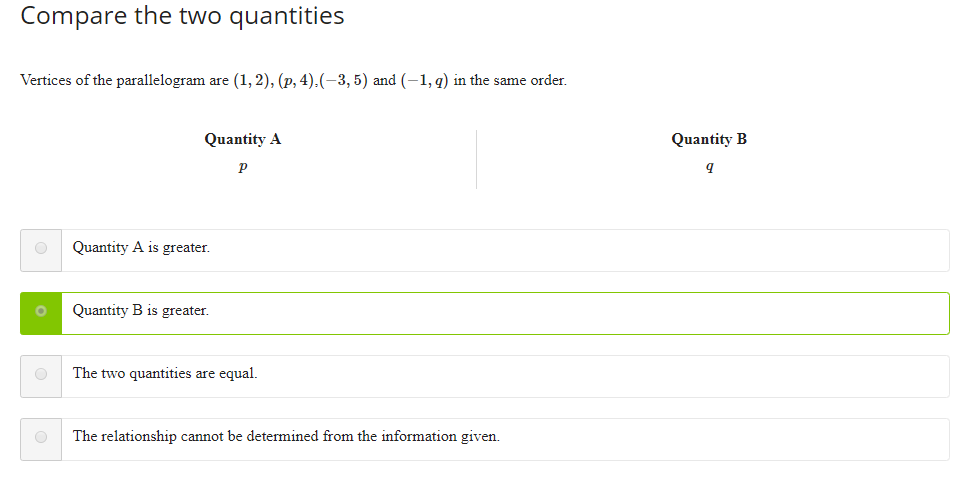 Compare the two quantities
Vertices of the parallelogram are (1, 2), (p, 4),(−3, 5) and (−1, q) in the same order.
Quantity A
Quantity B
p
q
Quantity A is greater.
Quantity B is greater.
The two quantities are equal.
The relationship cannot be determined from the information given.